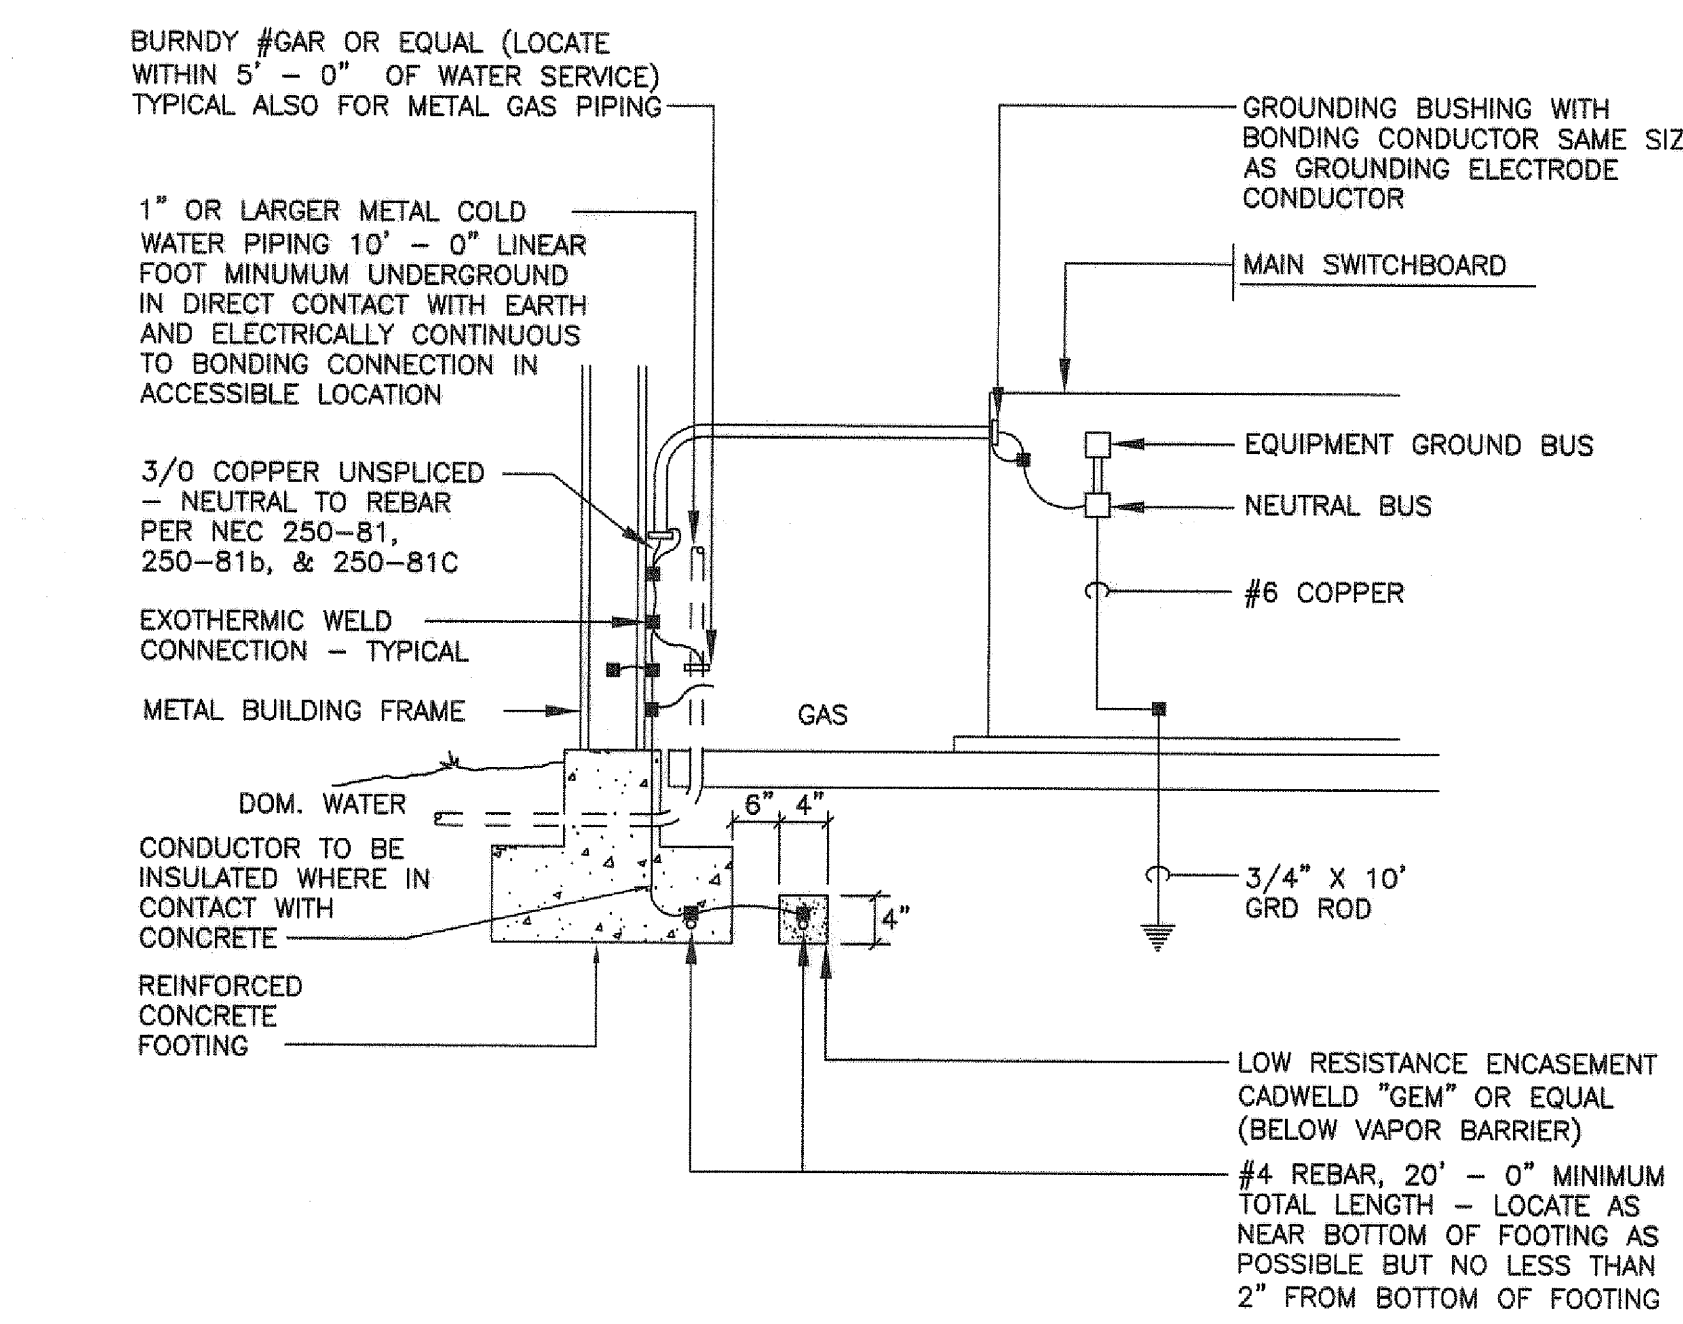 BURNDY #GAR OR EQUAL (LOCATE
WITHIN 5' - 0" OF WATER SERVICE)
TYPICAL ALSO FOR METAL GAS PIPING
1" OR LARGER METAL COLD
WATER PIPING 10' - 0" LINEAR
FOOT MINUMUM UNDERGROUND
IN DIRECT CONTACT WITH EARTH
AND ELECTRICALLY CONTINUOUS
TO BONDING CONNECTION IN
ACCESSIBLE LOCATION
3/0 COPPER UNSPLICED
- NEUTRAL TO REBAR
PER NEC 250-81,
250-81b, & 250-81C
EXOTHERMIC WELD
CONNECTION - TYPICAL
METAL BUILDING FRAME
DOM. WATER
CONDUCTOR TO BE
INSULATED WHERE IN
CONTACT WITH
CONCRETE
REINFORCED
CONCRETE
FOOTING
GAS
6"
4"
4"
GROUNDING BUSHING WITH
BONDING CONDUCTOR SAME SIZ
AS GROUNDING ELECTRODE
CONDUCTOR
MAIN SWITCHBOARD
EQUIPMENT GROUND BUS
NEUTRAL BUS
#6 COPPER
3/4" X 10'
GRD ROD
LOW RESISTANCE ENCASEMENT
CADWELD "GEM" OR EQUAL
(BELOW VAPOR BARRIER)
#4 REBAR, 20' - 0" MINIMUM
TOTAL LENGTH - LOCATE AS
NEAR BOTTOM OF FOOTING AS
POSSIBLE BUT NO LESS THAN
2" FROM BOTTOM OF FOOTING